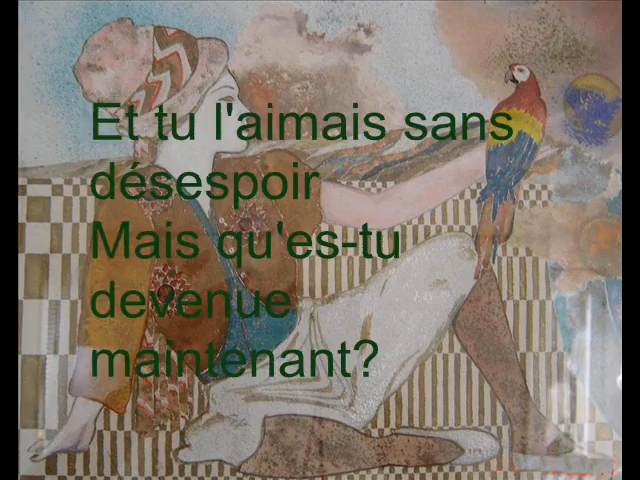 Et tu l'aimais sans
désespoir
Mais qu'es-tu
devenue
maintenant?